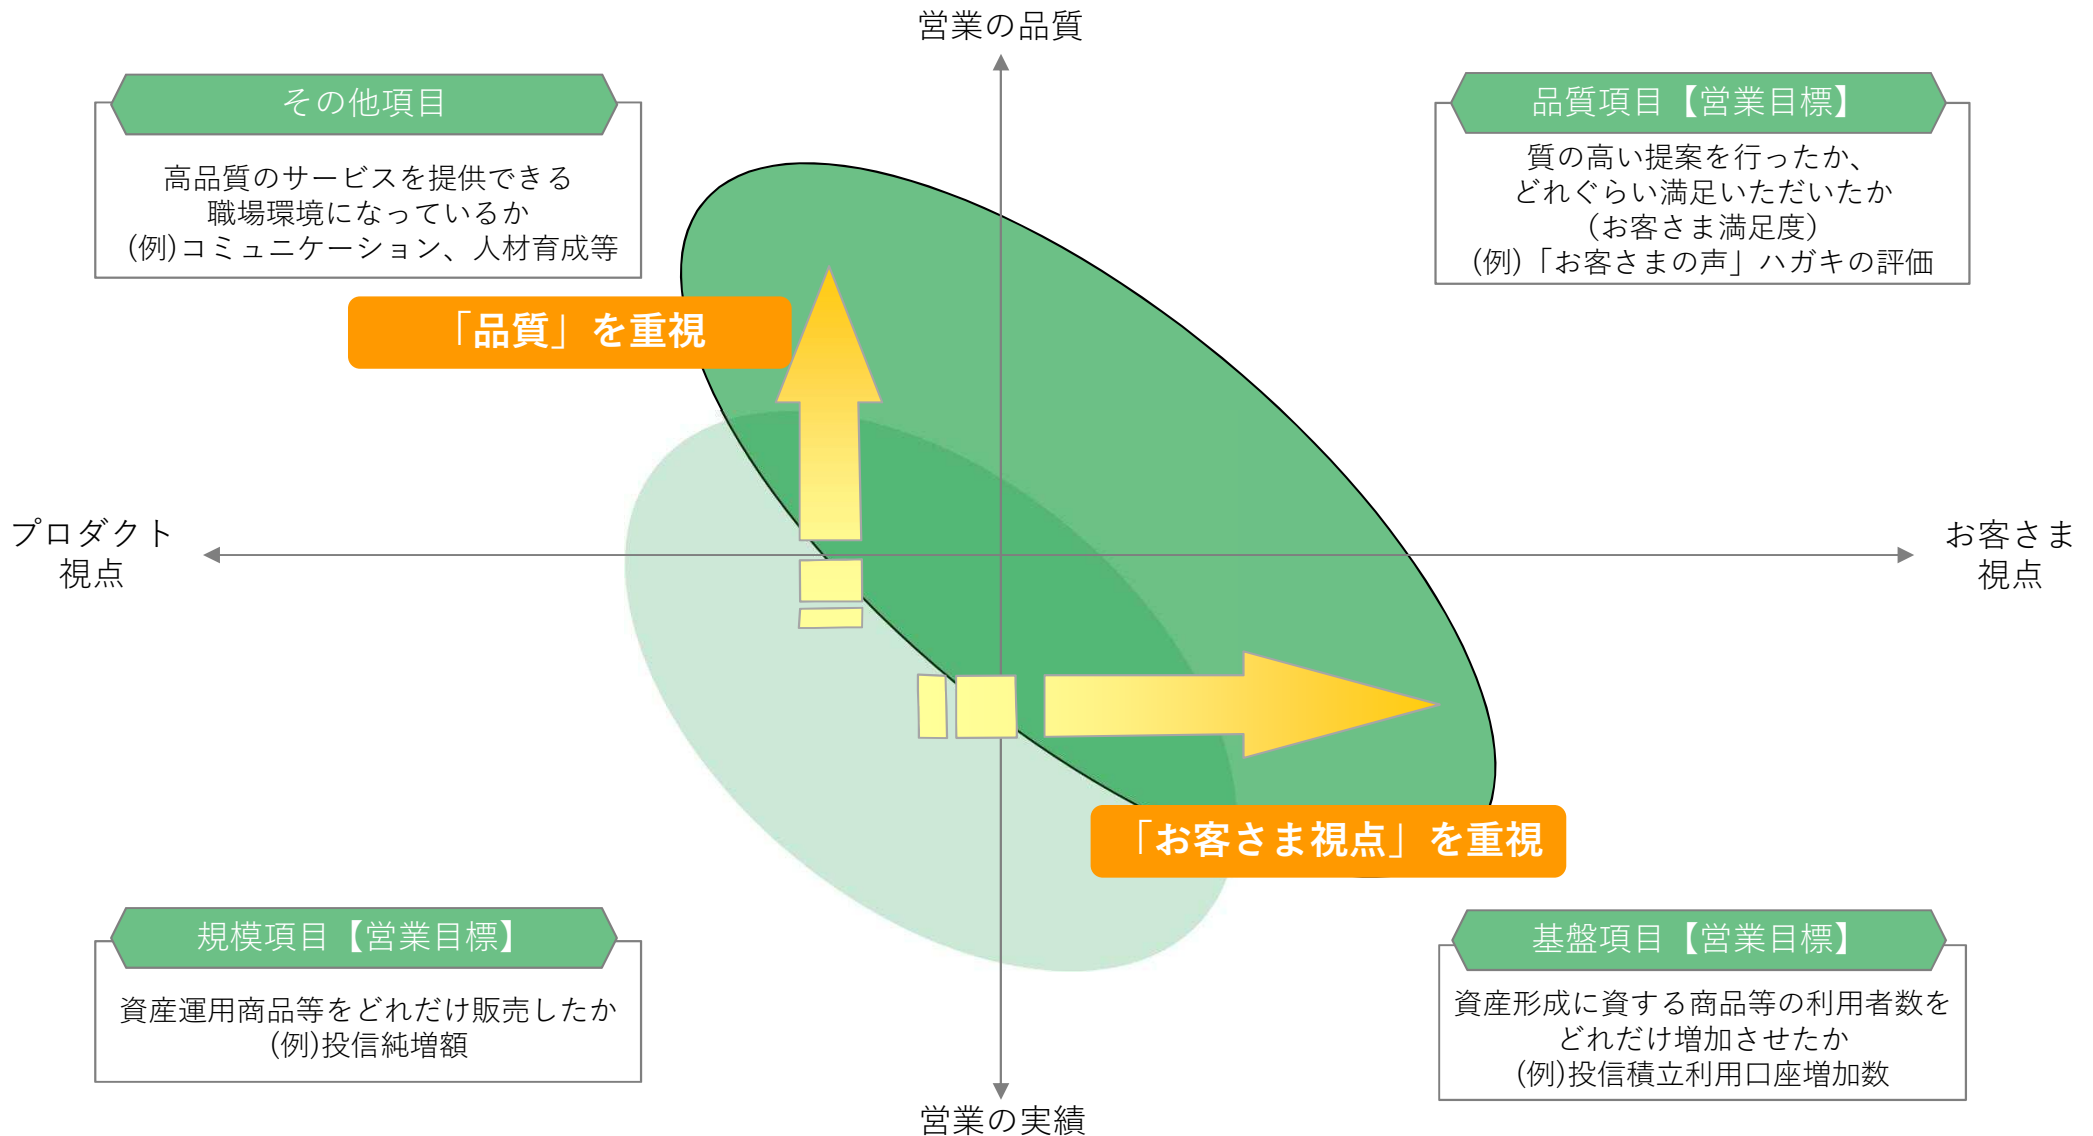 営業の品質
その他項目
高品質のサービスを提供できる
職場環境になっているか
(例)コミュニケーション、人材育成等
品質項目【営業目標】
質の高い提案を行ったか、
どれぐらい満足いただいたか
(お客さま満足度)
(例)「お客さまの声」ハガキの評価
「品質」を重視
プロダクト
視点
お客さま
視点
「お客さま視点」を重視
規模項目【営業目標】
資産運用商品等をどれだけ販売したか
(例)投信純増額
基盤項目【営業目標】
資産形成に資する商品等の利用者数を
どれだけ増加させたか
(例)投信積立利用口座増加数
営業の実績